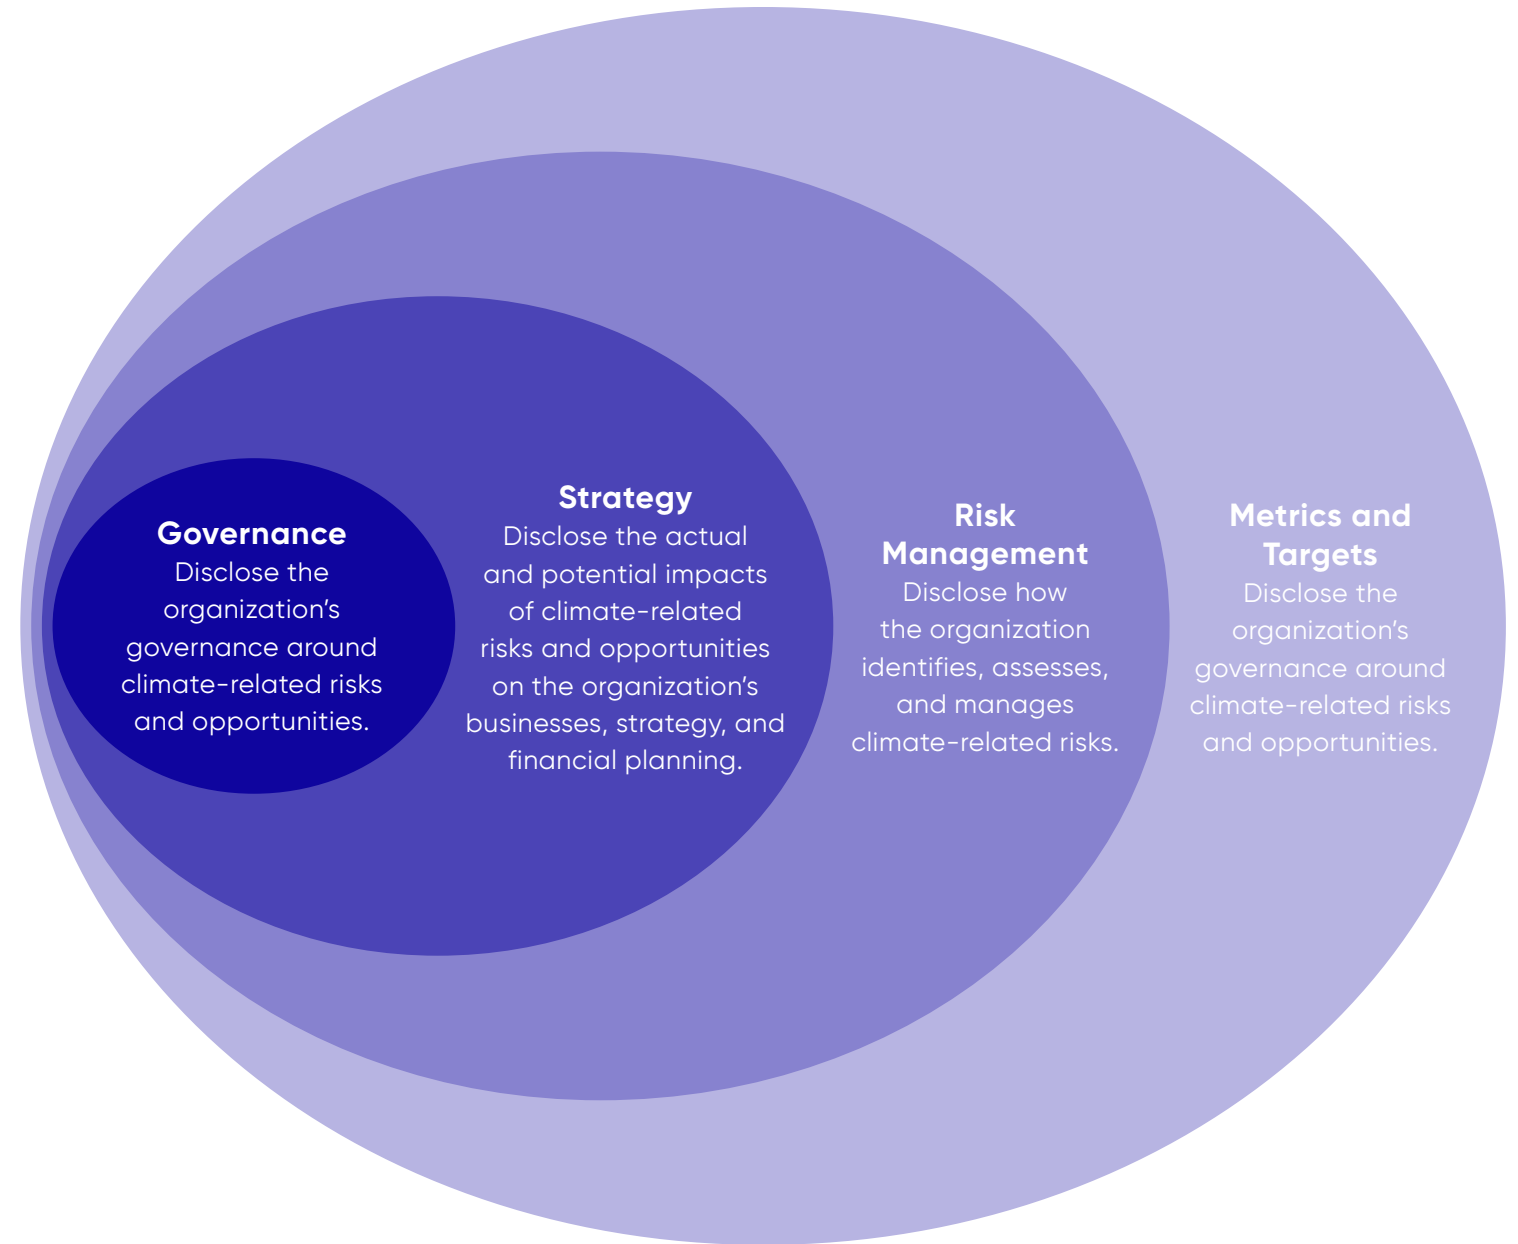 Governance
Disclose the
organization’s
governance around
climate-related risks
and opportunities.
Strategy
Disclose the actual
and potential impacts
of climate-related
risks and opportunities
on the organization’s
businesses, strategy, and
financial planning.
Risk
Management
Disclose how
the organization
identifies, assesses,
and manages
climate-related risks.
Metrics and
Targets
Disclose the
organization’s
governance around
climate-related risks
and opportunities.